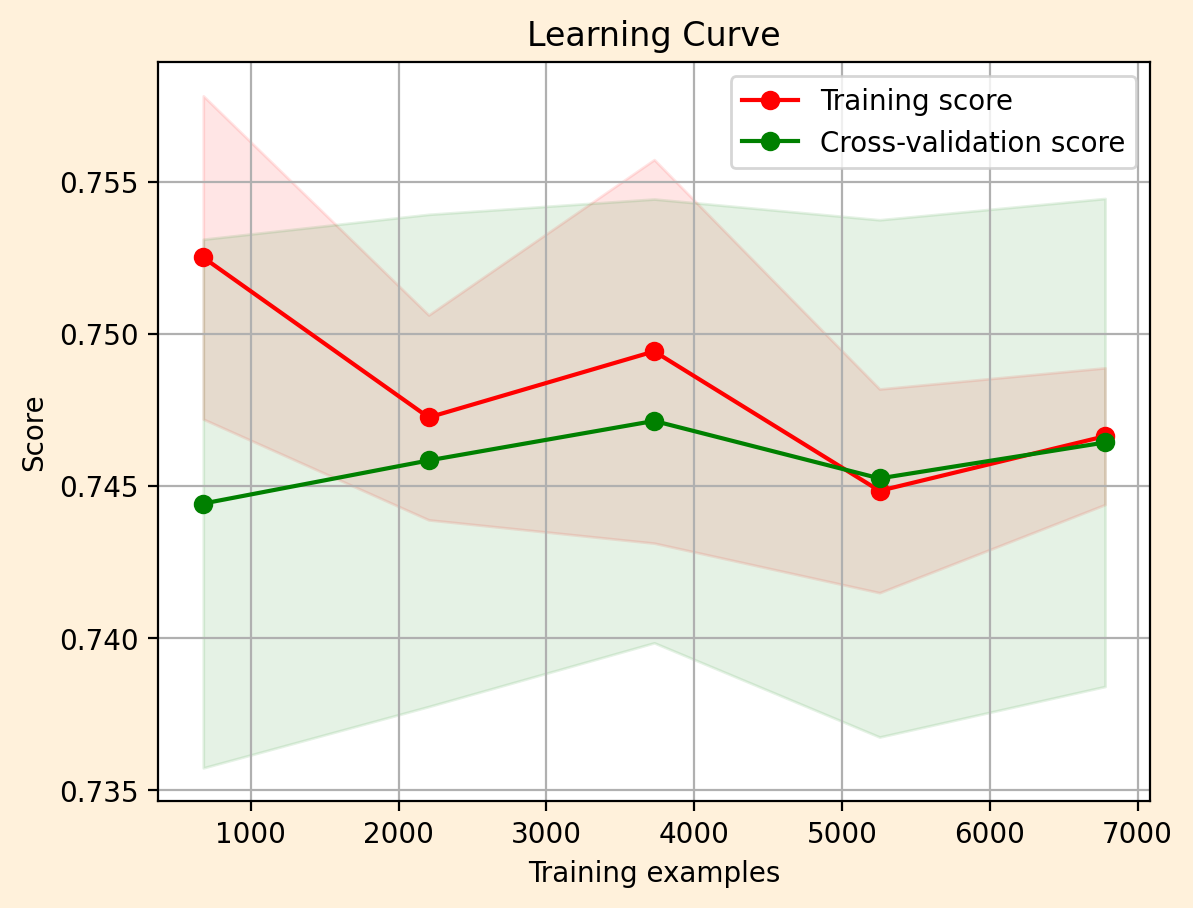 Learning Curve
Training score
Cross-validation score
Score
0.755
0.750
0.745
0.740
0.735
1000 2000 3000 4000 5000 6000 7000
Training examples